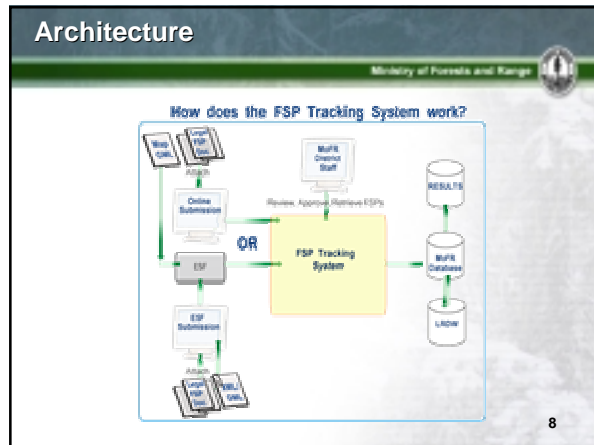 Architecture
Ministry of Forests and Range
How does the FSP Tracking System work?
Map
GML
Legal
FSP
Doc
Attach
MoFR
District
Staff
RESULTS
Online
Submission
Review, Approve, Retrieve FSPs
OR
FSP Tracking
System
ESF
MoFR
Database
ESF
Submission
LRDW
Attach
Legal
FSP
Doc
XML/
GML
8